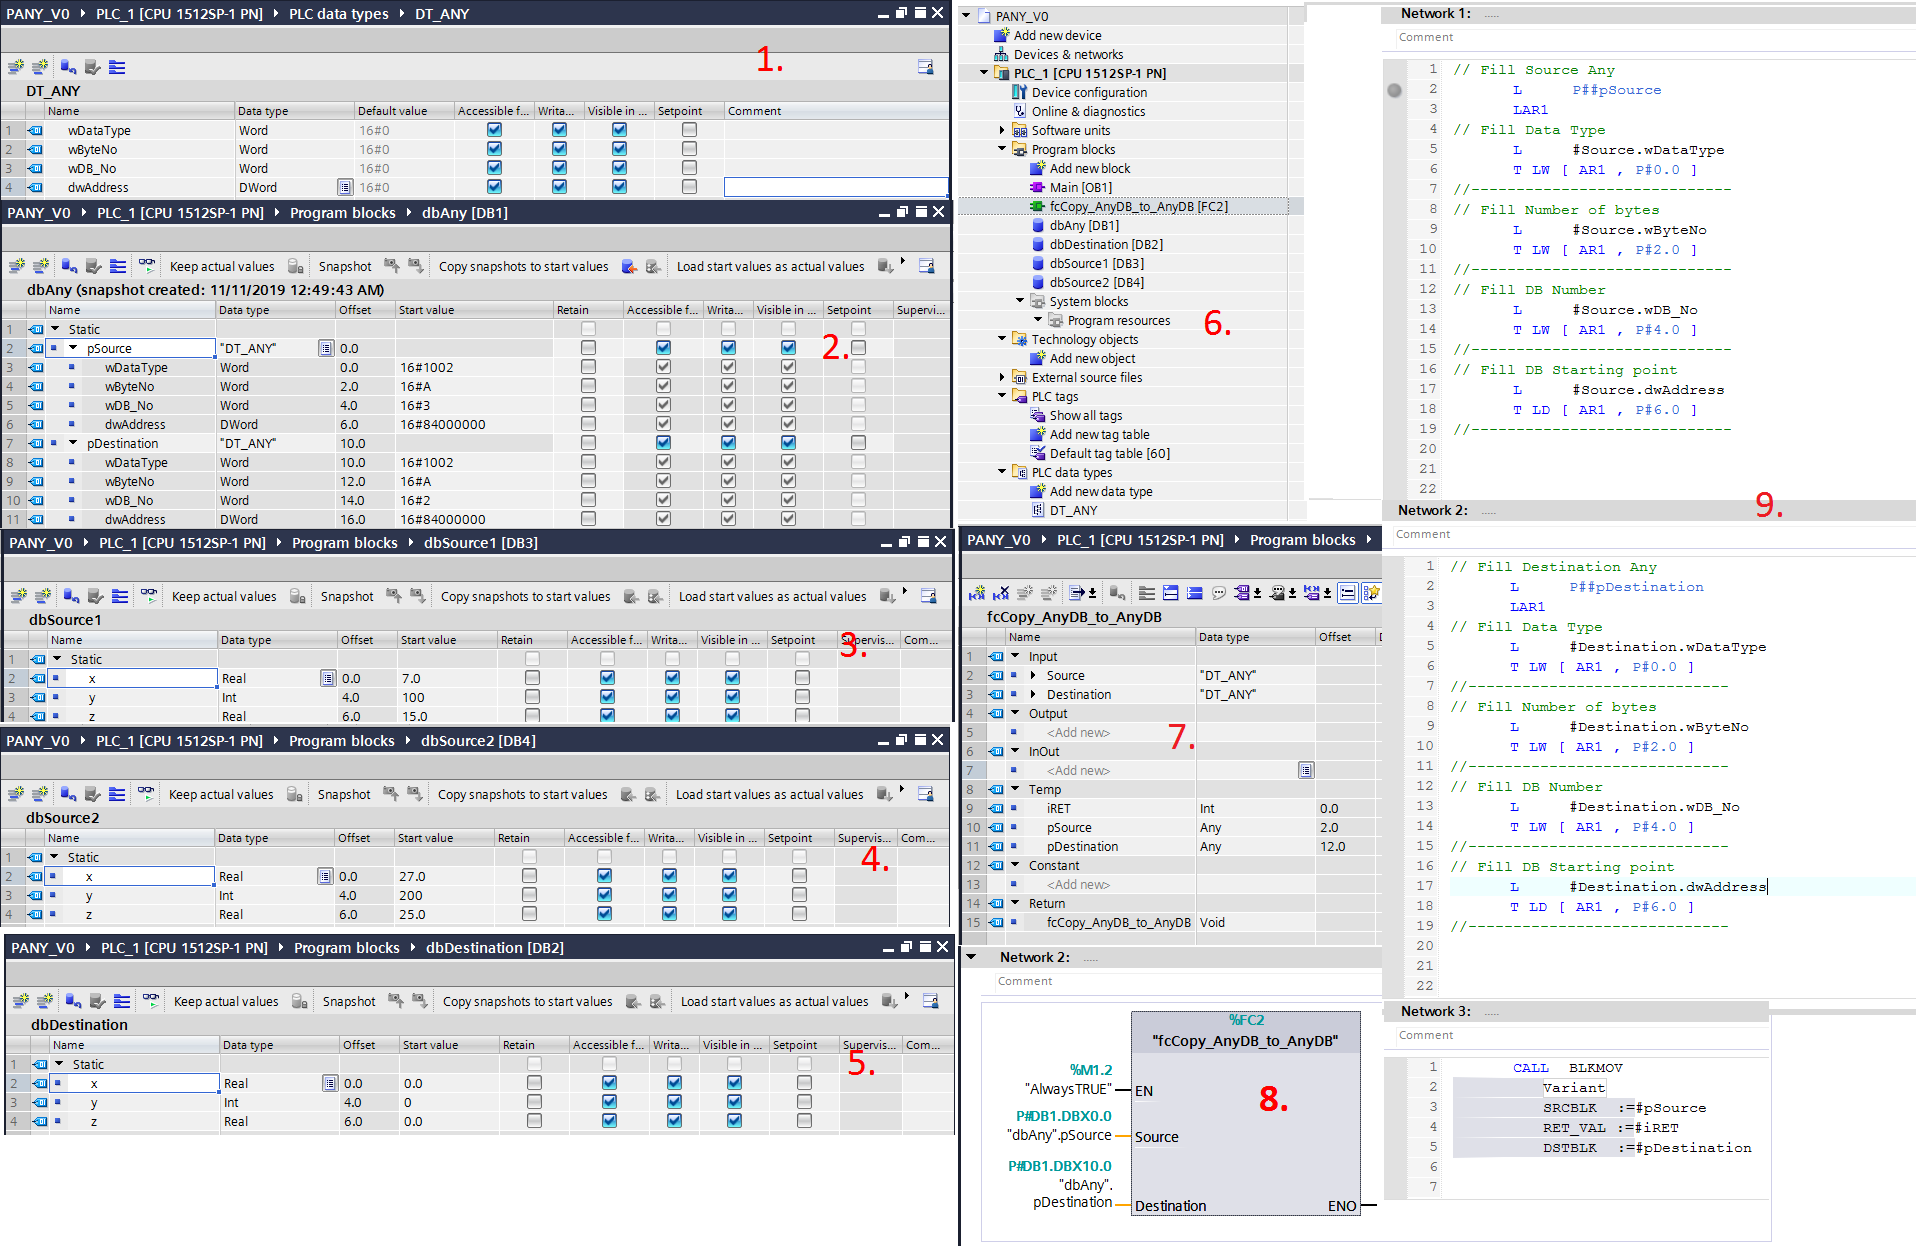 PANY_V0 PLC_1 [CPU 1512SP-1 PN] PLC data types DT_ANY
1.
DT_ANY
Name Data type Default value Accessible f... Writa... Visible in ... Setpoint Comment
1 wDataType Word 16#0
2 wByteNo Word 16#0
3 wDB_No Word 16#0
4 dwAddress DWord 16#0
PANY_V0 PLC_1 [CPU 1512SP-1 PN] Program blocks dbAny [DB1]
Keep actual values Snapshot Copy snapshots to start values Load start values as actual values
dbAny (snapshot created: 11/11/2019 12:49:43 AM)
Name Data type Offset Start value Retain Accessible f... Writa... Visible in ... Setpoint Supervi...
1 Static
2 pSource "DT_ANY" 0.0
2.
3 wDataType Word 0.0 16#1002
4 wByteNo Word 2.0 16#A
5 wDB_No Word 4.0 16#3
6 dwAddress DWord 6.0 16#84000000
7 pDestination "DT_ANY" 10.0
8 wDataType Word 10.0 16#1002
9 wByteNo Word 12.0 16#A
10 wDB_No Word 14.0 16#2
11 dwAddress DWord 16.0 16#84000000
PANY_V0 PLC_1 [CPU 1512SP-1 PN] Program blocks dbSource1 [DB3]
Keep actual values Snapshot Copy snapshots to start values Load start values as actual values
dbSource1
Name Data type Offset Start value Retain Accessible f... Writa... Visible in ... Setpoint Supervis... Com...
3.
1 Static
2 x Real 0.0 7.0
3 y Int 4.0 100
4 z Real 6.0 15.0
PANY_V0 PLC_1 [CPU 1512SP-1 PN] Program blocks dbSource2 [DB4]
Keep actual values Snapshot Copy snapshots to start values Load start values as actual values
dbSource2
Name Data type Offset Start value Retain Accessible f... Writa... Visible in ... Setpoint Supervis... Com...
4.
1 Static
2 x Real 0.0 27.0
3 y Int 4.0 200
4 z Real 6.0 25.0
PANY_V0 PLC_1 [CPU 1512SP-1 PN] Program blocks dbDestination [DB2]
Keep actual values Snapshot Copy snapshots to start values Load start values as actual values
dbDestination
Name Data type Offset Start value Retain Accessible f... Writa... Visible in ... Setpoint Supervis... Com...
5.
1 Static
2 x Real 0.0 0.0
3 y Int 4.0 0
4 z Real 6.0 0.0
PANY_V0
Add new device
Devices & networks
PLC_1 [CPU 1512SP-1 PN]
Device configuration
Online & diagnostics
Software units
Program blocks
Add new block
Main [OB1]
fcCopy_AnyDB_to_AnyDB [FC2]
dbAny [DB1]
dbDestination [DB2]
dbSource1 [DB3]
dbSource2 [DB4]
System blocks
Program resources
6.
Technology objects
Add new object
External source files
PLC tags
Show all tags
Add new tag table
Default tag table [60]
PLC data types
Add new data type
DT_ANY
PANY_V0 PLC_1 [CPU 1512SP-1 PN] Program blocks
fcCopy_AnyDB_to_AnyDB
Name Data type Offset D
1 Input
2 Source "DT_ANY"
3 Destination "DT_ANY"
4 Output
5 <Add new>
7.
6 InOut
7 <Add new>
8 Temp
9 iRET Int 0.0
10 pSource Any 2.0
11 pDestination Any 12.0
12 Constant
13 <Add new>
14 Return
15 fcCopy_AnyDB_to_AnyDB Void
Network 2: .....
Comment
%FC2
"fcCopy_AnyDB_to_AnyDB"
%M1.2
"AlwaysTRUE" EN
8.
P#DB1.DBX0.0
"dbAny".pSource Source
P#DB1.DBX10.0
"dbAny".
pDestination Destination ENO
Network 1: .....
Comment
1 // Fill Source Any
2 L P##pSource
3 LAR1
4 // Fill Data Type
5 L #Source.wDataType
6 T LW [ AR1 , P#0.0 ]
7 //-----------------------------
8 // Fill Number of bytes
9 L #Source.wByteNo
10 T LW [ AR1 , P#2.0 ]
11 //-----------------------------
12 // Fill DB Number
13 L #Source.wDB_No
14 T LW [ AR1 , P#4.0 ]
15 //-----------------------------
16 // Fill DB Starting point
17 L #Source.dwAddress
18 T LD [ AR1 , P#6.0 ]
19 //-----------------------------
20
21
22
9.
Network 2: .....
Comment
1 // Fill Destination Any
2 L P##pDestination
3 LAR1
4 // Fill Data Type
5 L #Destination.wDataType
6 T LW [ AR1 , P#0.0 ]
7 //-----------------------------
8 // Fill Number of bytes
9 L #Destination.wByteNo
10 T LW [ AR1 , P#2.0 ]
11 //-----------------------------
12 // Fill DB Number
13 L #Destination.wDB_No
14 T LW [ AR1 , P#4.0 ]
15 //-----------------------------
16 // Fill DB Starting point
17 L #Destination.dwAddress
18 T LD [ AR1 , P#6.0 ]
19 //-----------------------------
20
21
22
Network 3: .....
Comment
1 CALL BLKMOV
2 Variant
3 SRCBLK :=#pSource
4 RET_VAL :=#iRET
5 DSTBLK :=#pDestination
6
7